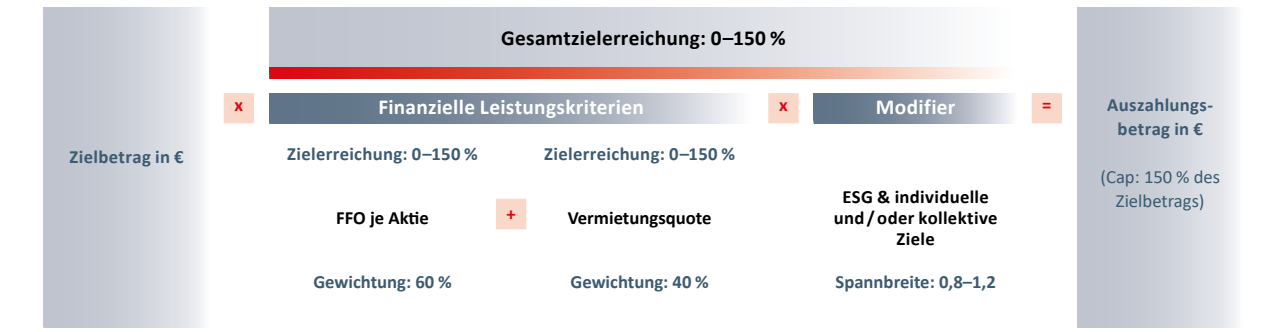 Zielbetrag in €
x
Gesamtzielerreichung: 0–150 %
Finanzielle Leistungskriterien
x
Modifier
Zielerreichung: 0–150 %
Zielerreichung: 0–150 %
FFO je Aktie
+
Vermietungsquote
ESG & individuelle
und / oder kollektive
Ziele
Gewichtung: 60 %
Gewichtung: 40 %
Spannbreite: 0,8–1,2
=
Auszahlungs-
betrag in €
(Cap: 150 % des
Zielbetrags)